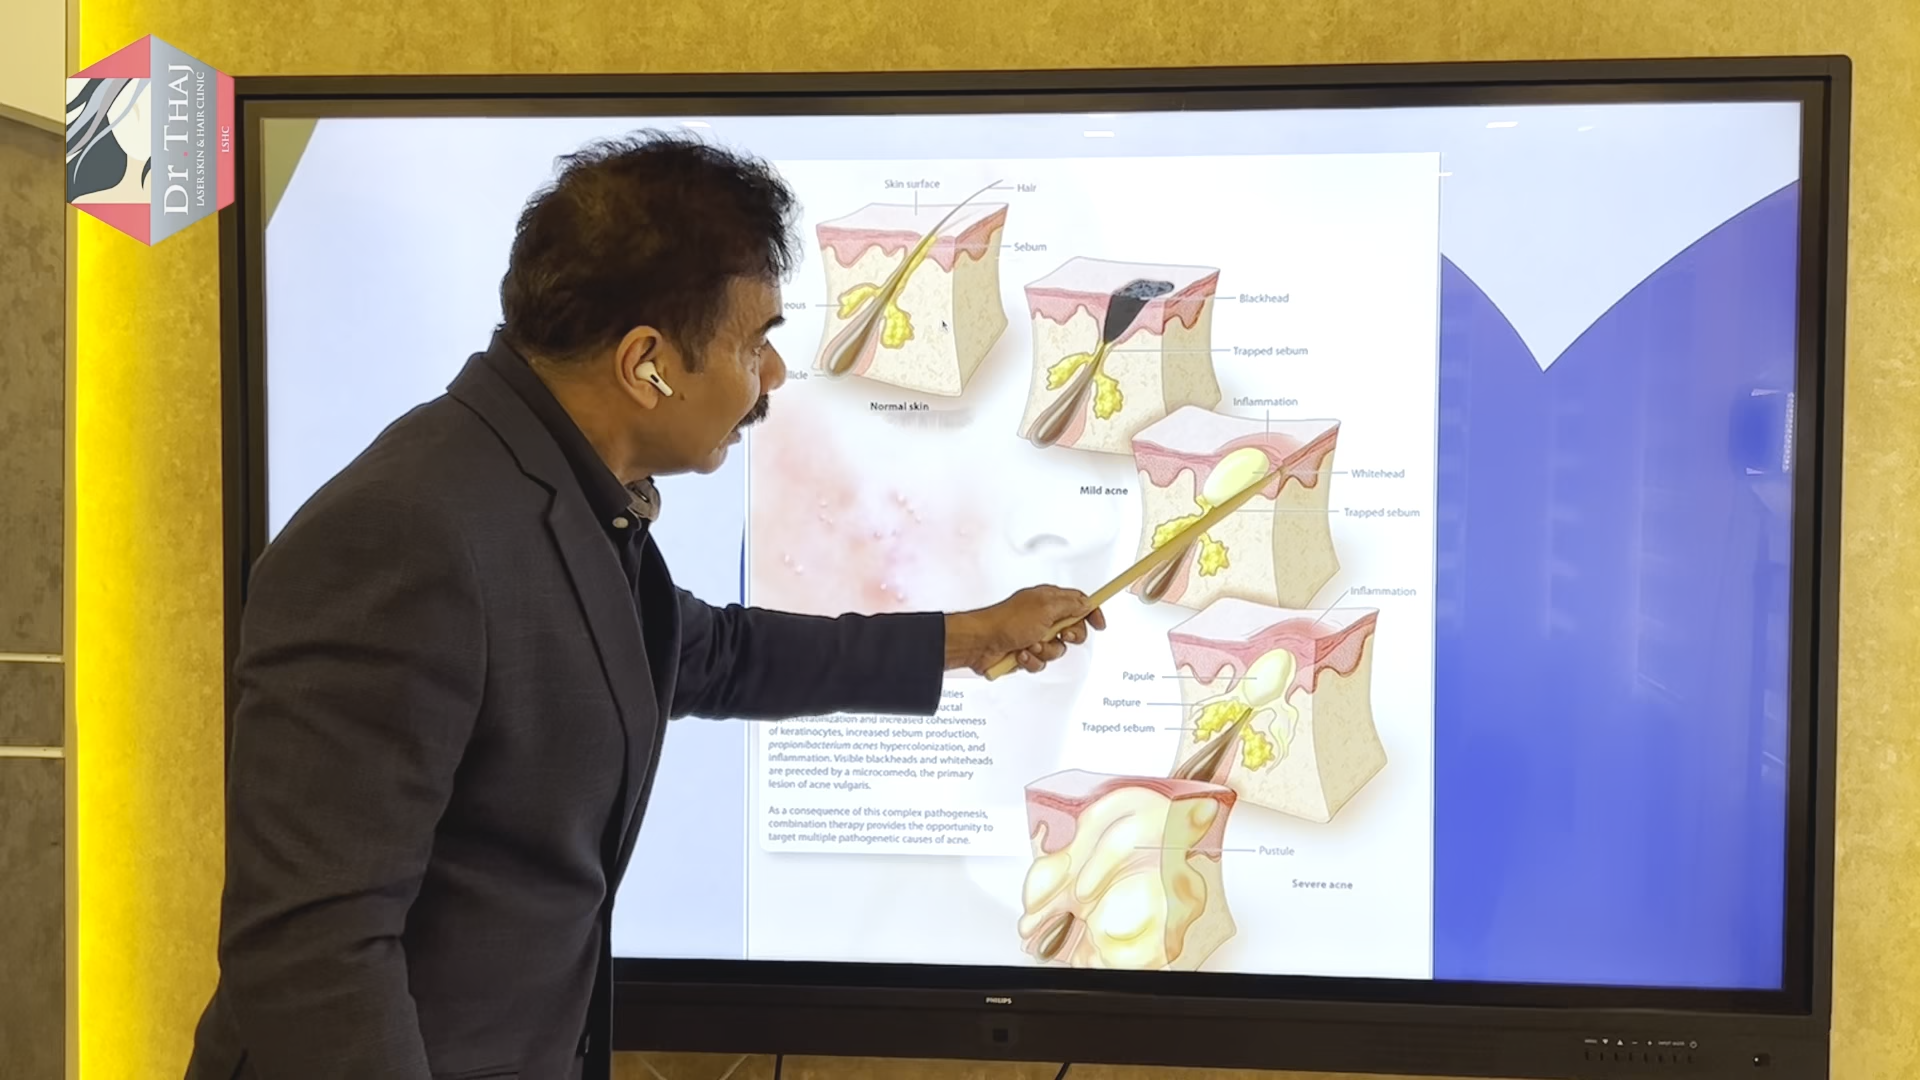 Dr. THAJ
LASER SKIN & HAIR CLINIC
LSHC
Skin surface
Hair
Sebum
Blackhead
Trapped sebum
Normal skin
Inflammation
Mild acne
Whitehead
Trapped sebum
Inflammation
Papule
Rupture
Trapped sebum
and increased cohesiveness
of keratinocytes, increased sebum production,
propionibacterium acnes hypercolonization, and
inflammation. Visible blackheads and whiteheads
are preceded by a microcomedo, the primary
lesion of acne vulgaris.
As a consequence of this complex pathogenesis,
combination therapy provides the opportunity to
target multiple pathogenetic causes of acne.
Pustule
Severe acne
PHILIPS